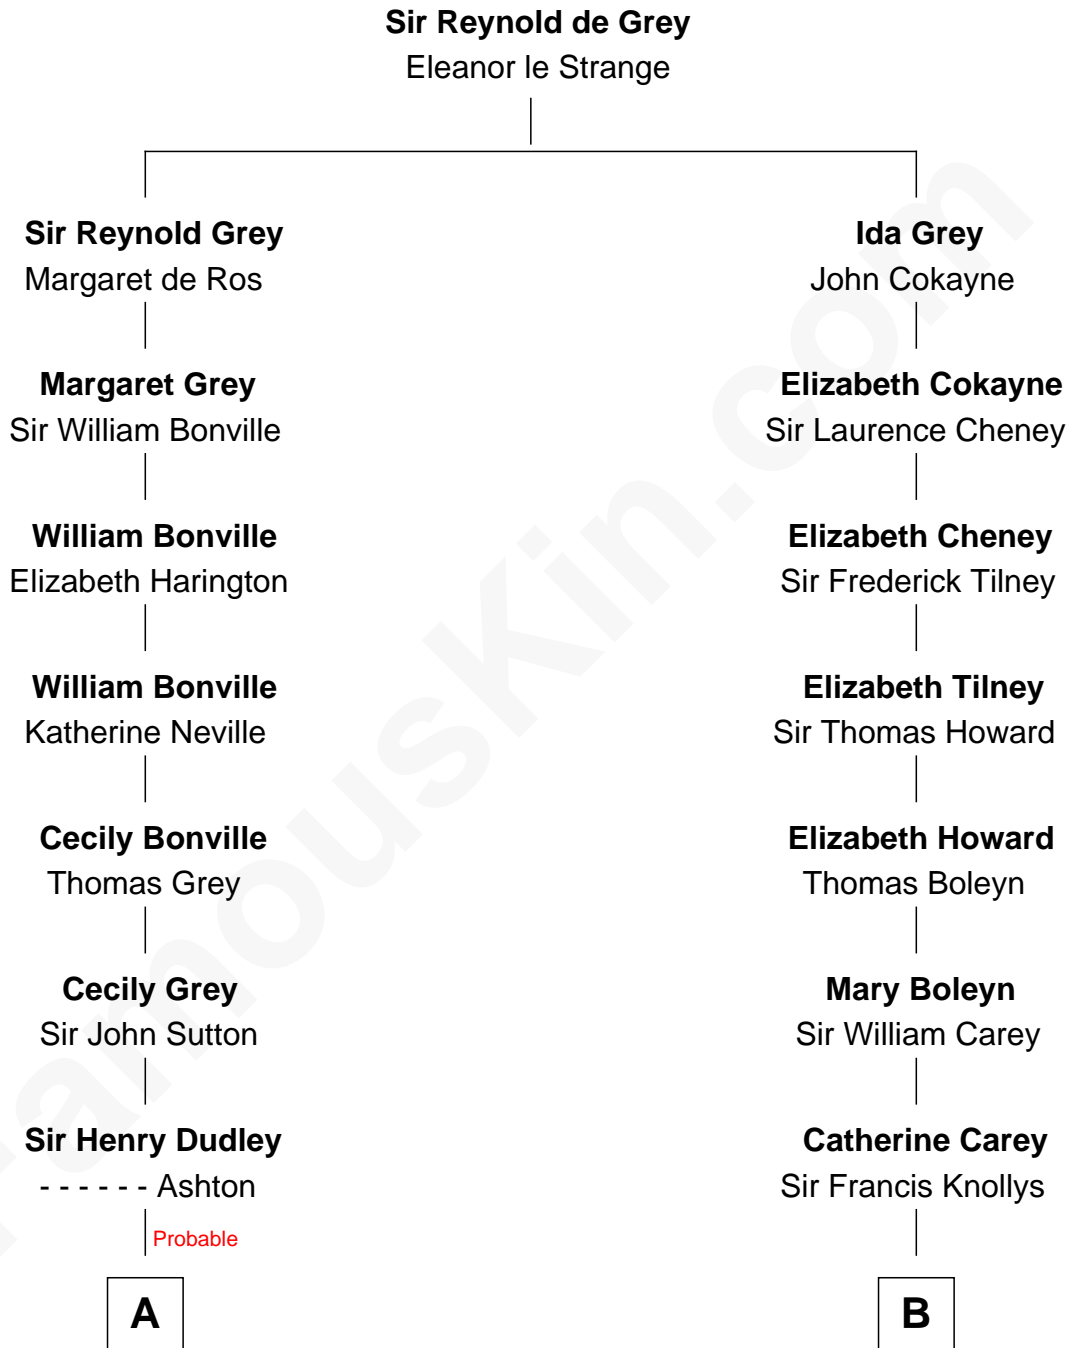 Sir Reynold de Grey
Eleanor le Strange
Sir Reynold Grey
Margaret de Ros
Ida Grey
John Cokayne
Margaret Grey
Sir William Bonville
Elizabeth Cokayne
Sir Laurence Cheney
William Bonville
Elizabeth Harington
Elizabeth Cheney
Sir Frederick Tilney
William Bonville
Katherine Neville
Elizabeth Tilney
Sir Thomas Howard
Cecily Bonville
Thomas Grey
Elizabeth Howard
Thomas Boleyn
Cecily Grey
Sir John Sutton
Mary Boleyn
Sir William Carey
Sir Henry Dudley
- - - - - - Ashton
Probable
Catherine Carey
Sir Francis Knollys
A
B
FamousKin.com